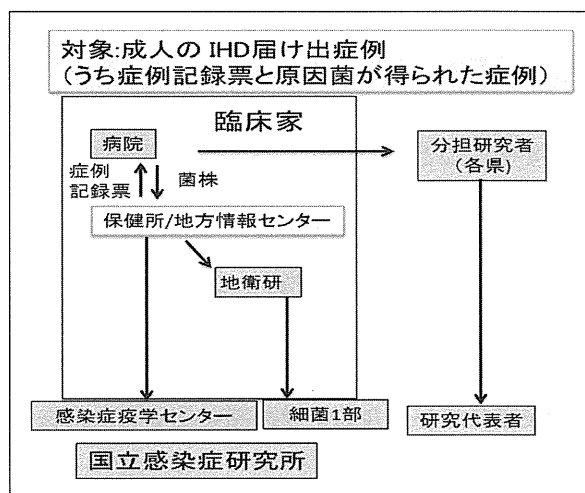 対象:成人の IHD届け出症例
(うち症例記録票と原因菌が得られた症例)
臨床家
病院
分担研究者
(各県)
症例
記録票
菌株
保健所/地方情報センター
地衛研
感染症疫学センター
細菌1部
研究代表者
国立感染症研究所